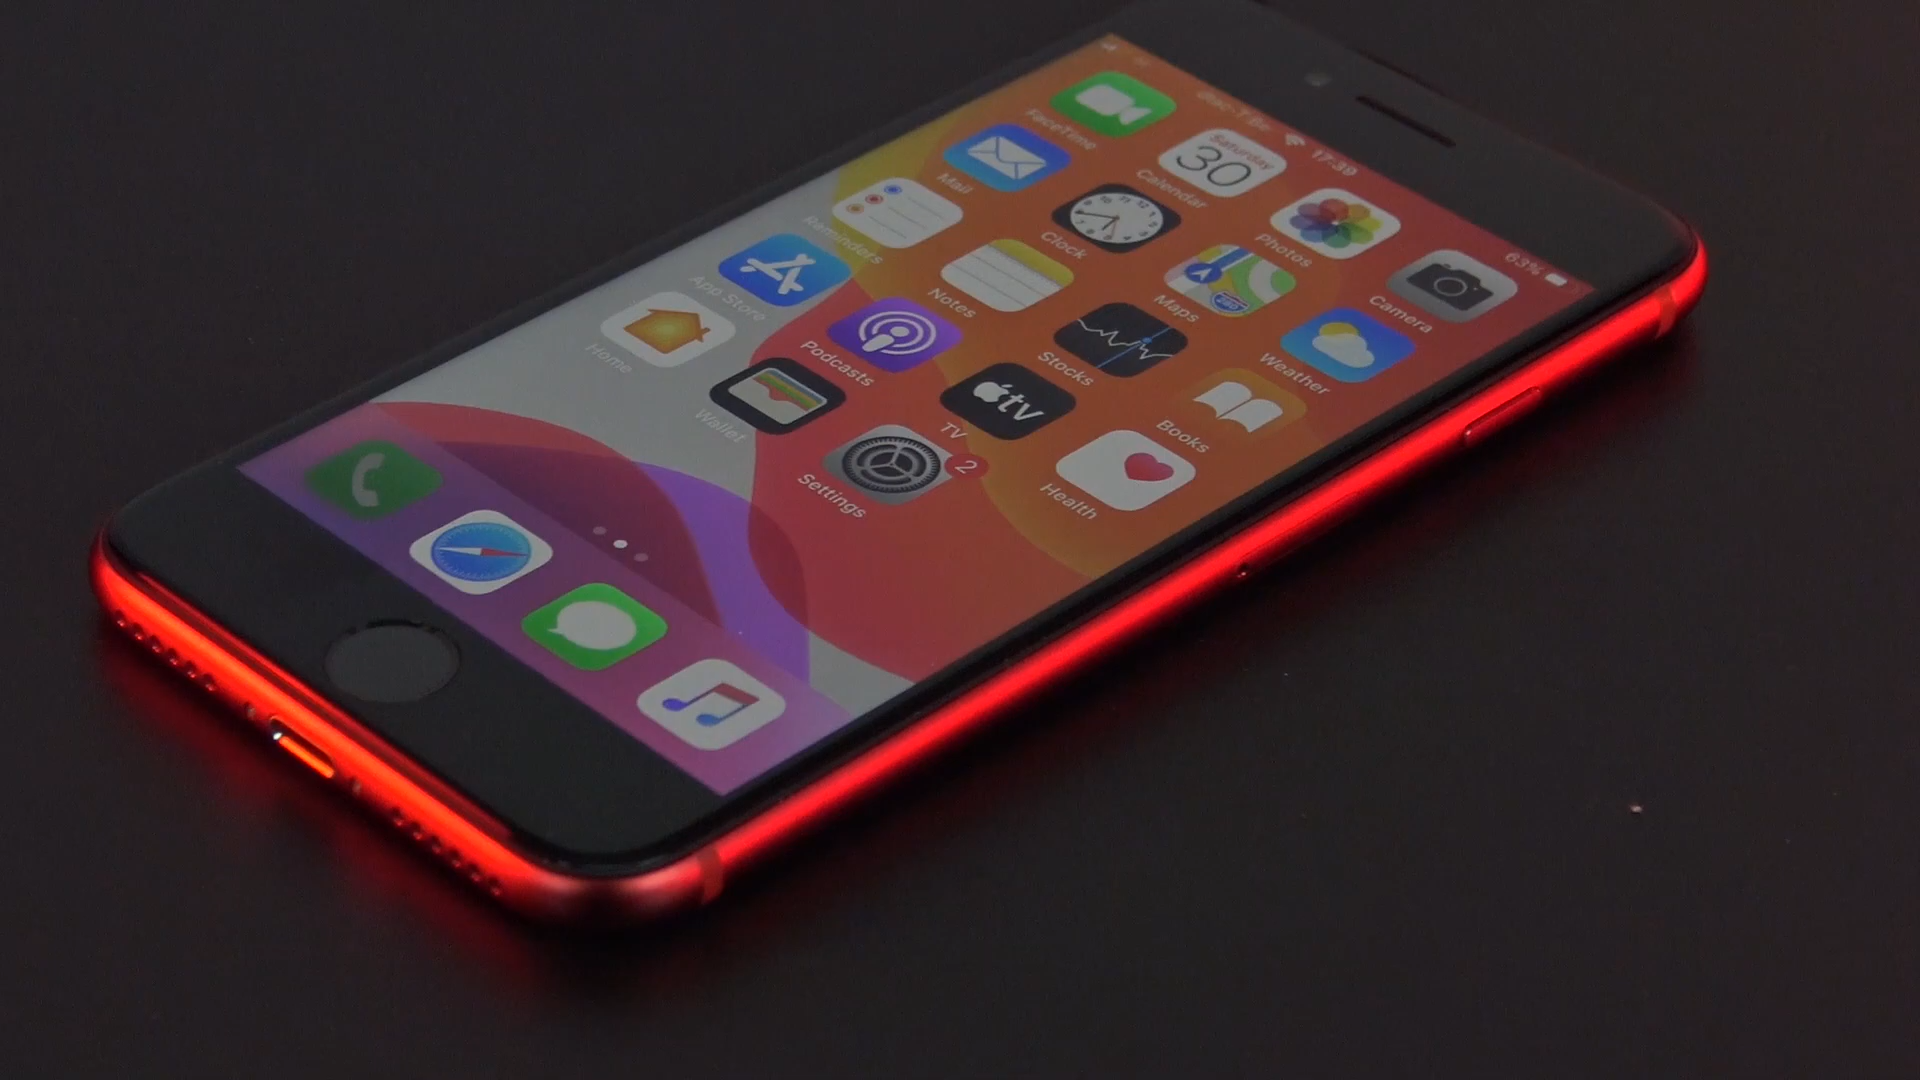 17:39
63%
FaceTime
Saturday
30
Calendar
Photos
Camera
Mail
Clock
Maps
280
Weather
Reminders
Notes
Stocks
Books
App Store
Podcasts
tv
TV
Health
Home
Wallet
Settings
2